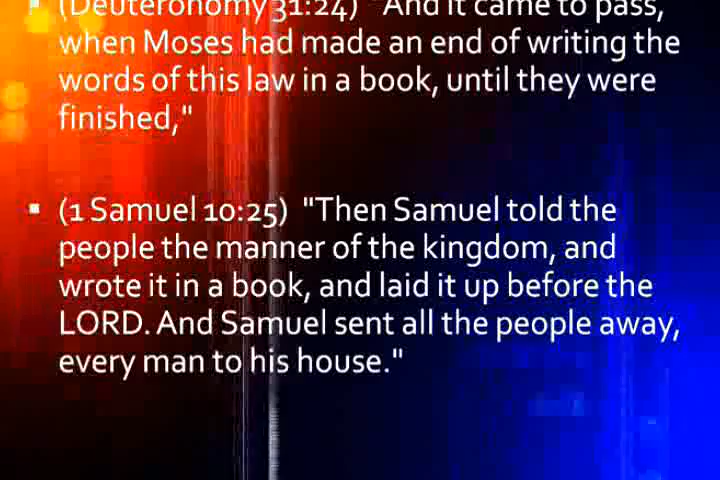 (Deuteronomy 31:24) "And it came to pass,
when Moses had made an end of writing the
words of this law in a book, until they were
finished,"
(1 Samuel 10:25) "Then Samuel told the
people the manner of the kingdom, and
wrote it in a book, and laid it up before the
LORD. And Samuel sent all the people away,
every man to his house."